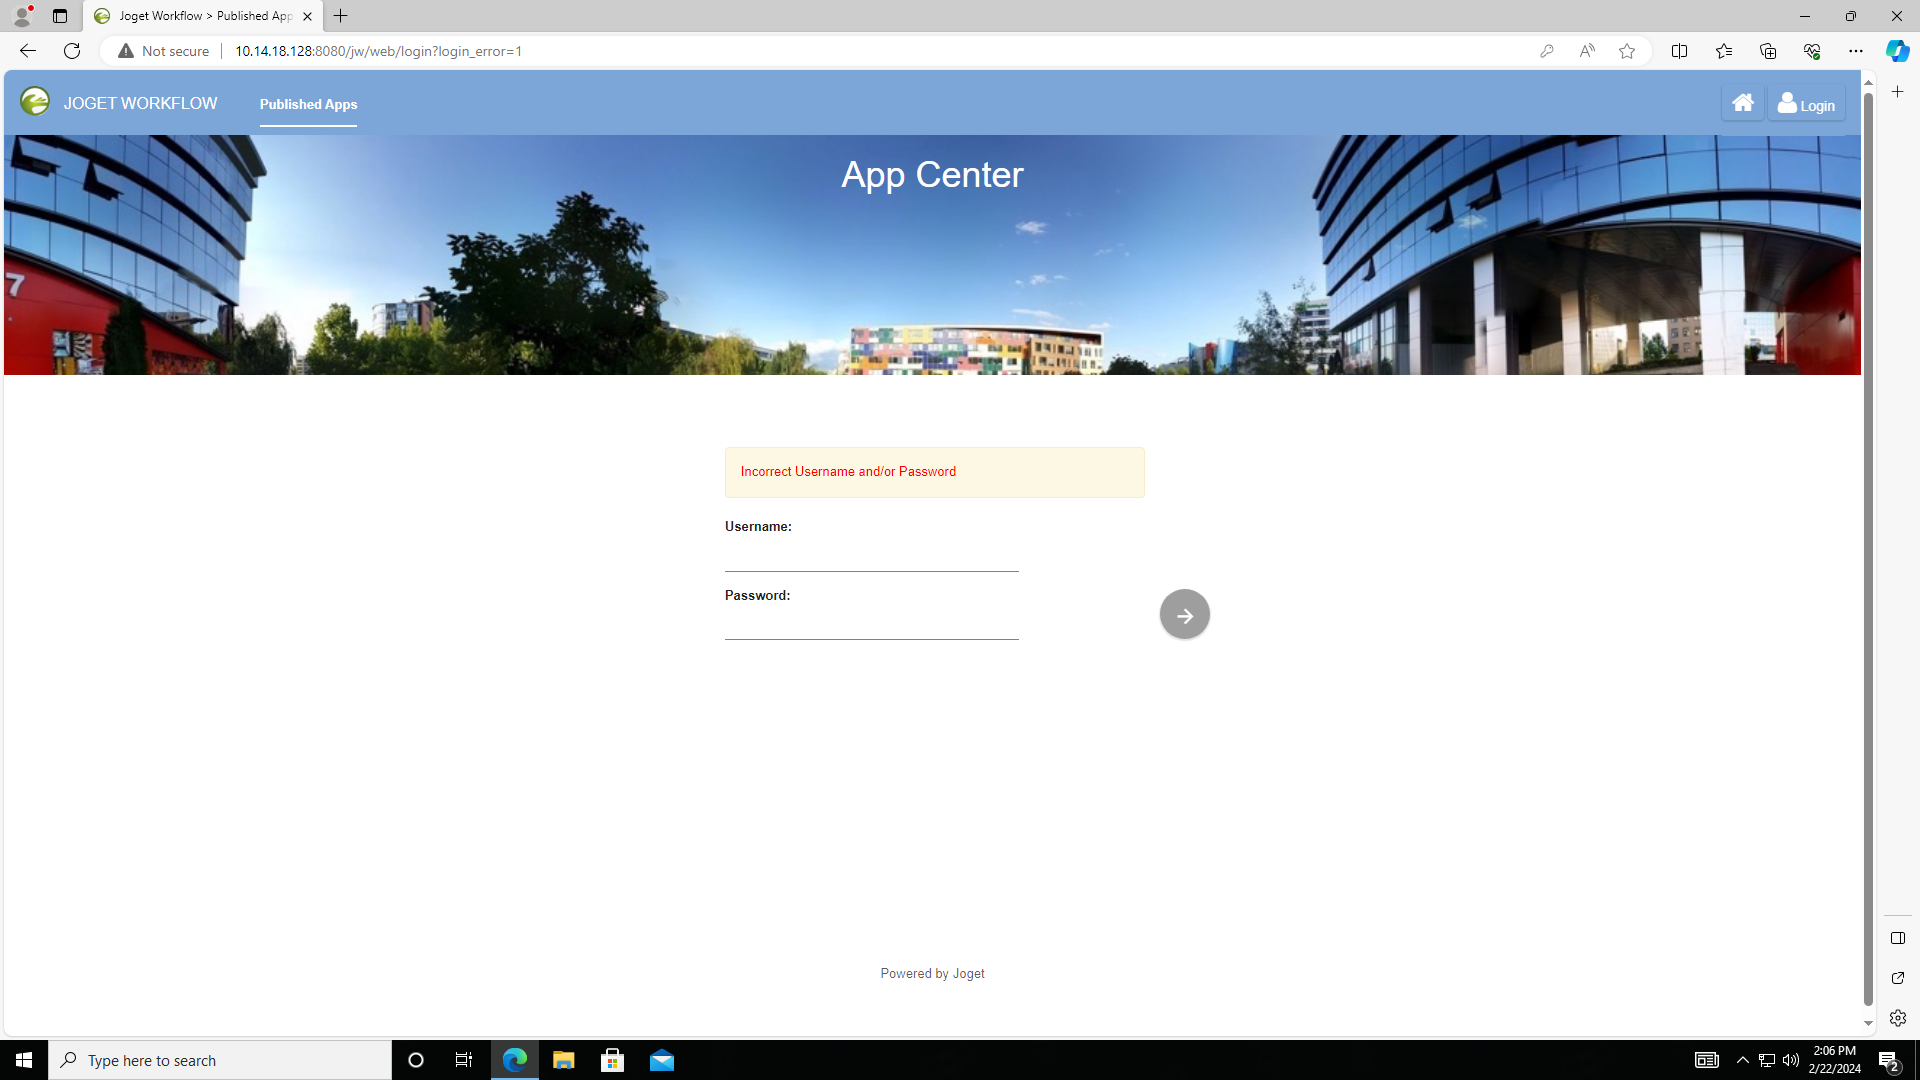 Joget Workflow > Published App
Not secure
10.14.18.128:8080/jw/web/login?login_error=1
JOGET WORKFLOW
Published Apps
Login
App Center
7
Incorrect Username and/or Password
Username:
Password:
Powered by Joget
Type here to search
2:06 PM
2/22/2024
2